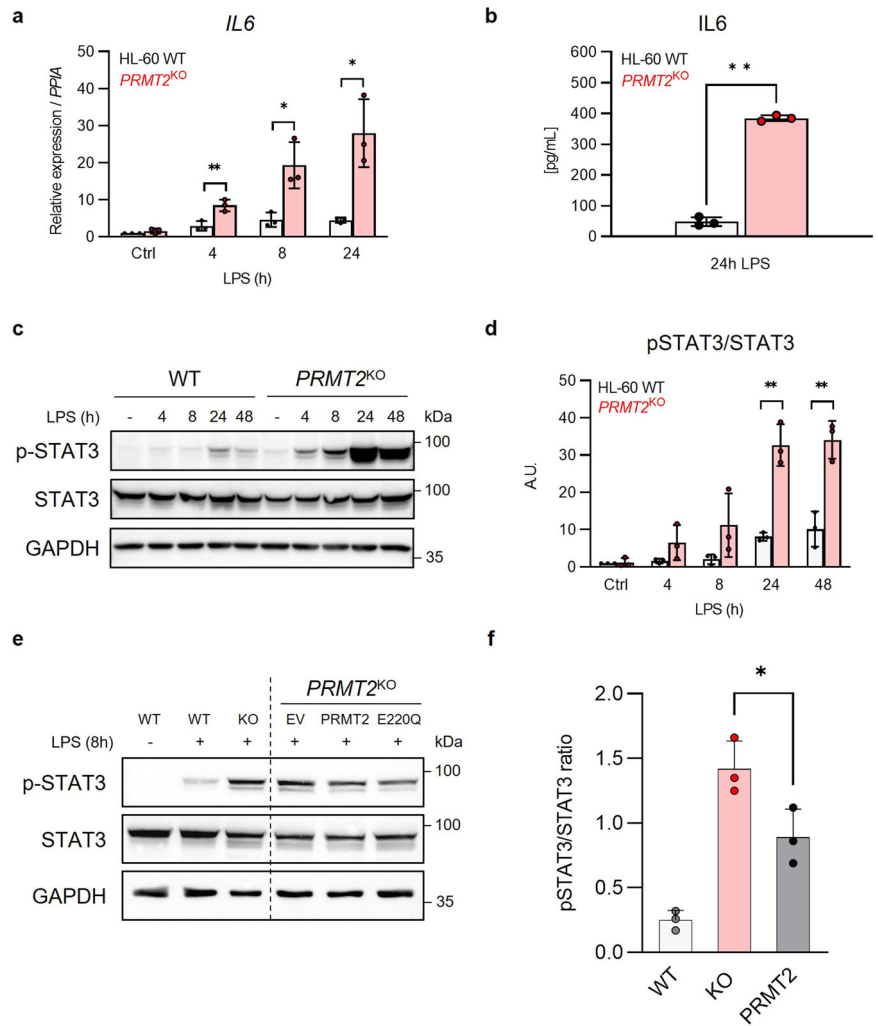 a
IL6
Relative expression / PPIA
50
40
30
20
10
0
HL-60 WT
PRMT2KO
**
*
*
Ctrl 4 8 24
LPS (h)
b
IL6
[pg/mL]
600
500
400
300
200
100
0
HL-60 WT
PRMT2KO
**
24h LPS
c
WT PRMT2KO
LPS (h) - 4 8 24 48 - 4 8 24 48 kDa
p-STAT3 100
STAT3 100
GAPDH 35
d
pSTAT3/STAT3
A.U.
50
40
30
20
10
0
HL-60 WT
PRMT2KO
** **
Ctrl 4 8 24 48
LPS (h)
e
PRMT2KO
WT WT KO EV PRMT2 E220Q
LPS (8h) - + + + + + kDa
p-STAT3 100
STAT3 100
GAPDH 35
f
pSTAT3/STAT3 ratio
2.0
1.5
1.0
0.5
0.0
*
WT KO PRMT2